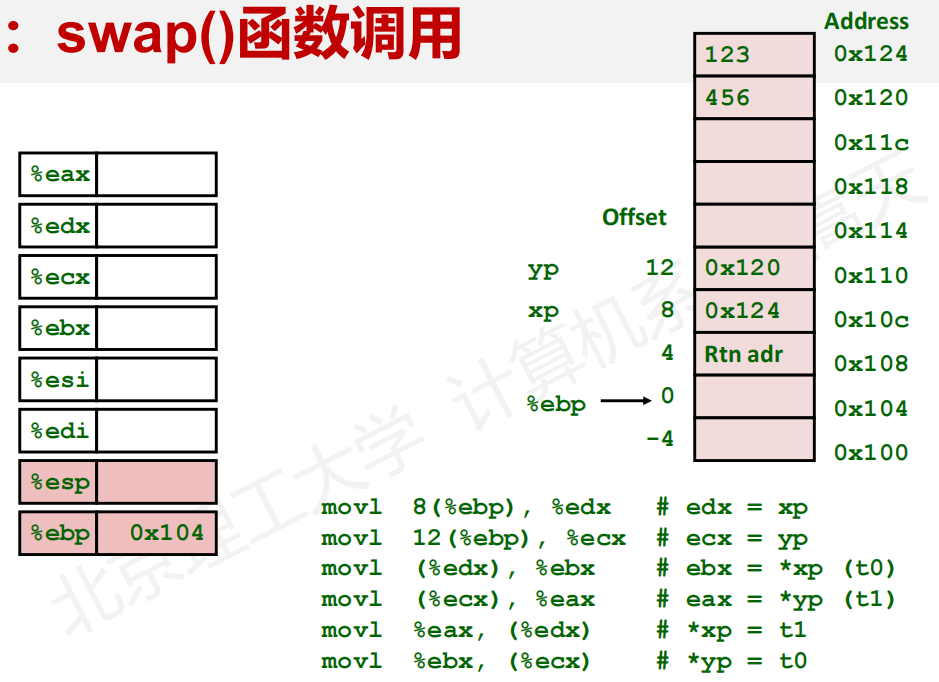 ：swap()函数调用
Address
123 0x124
456 0x120
0x11c
0x118
0x114
Offset
yp 12 0x120 0x110
xp 8 0x124 0x10c
4 Rtn adr 0x108
%ebp 0 0x104
-4 0x100
%eax
%edx
%ecx
%ebx
%esi
%edi
%esp
%ebp 0x104
movl 8(%ebp), %edx # edx = xp
movl 12(%ebp), %ecx # ecx = yp
movl (%edx), %ebx # ebx = *xp (t0)
movl (%ecx), %eax # eax = *yp (t1)
movl %eax, (%edx) # *xp = t1
movl %ebx, (%ecx) # *yp = t0
北京理工大学 计算机系